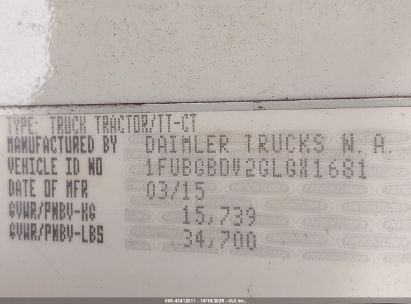 TYPE: TRUCK TRACTOR/TT-CT
MANUFACTURED BY DAIMLER TRUCKS N. A.
VEHICLE ID NO 1FUBGBDV2GLGX1681
DATE OF MFR 03/15
GVWR/PNBV-KG 15,739
GVWR/PNBV-LBS 34,700